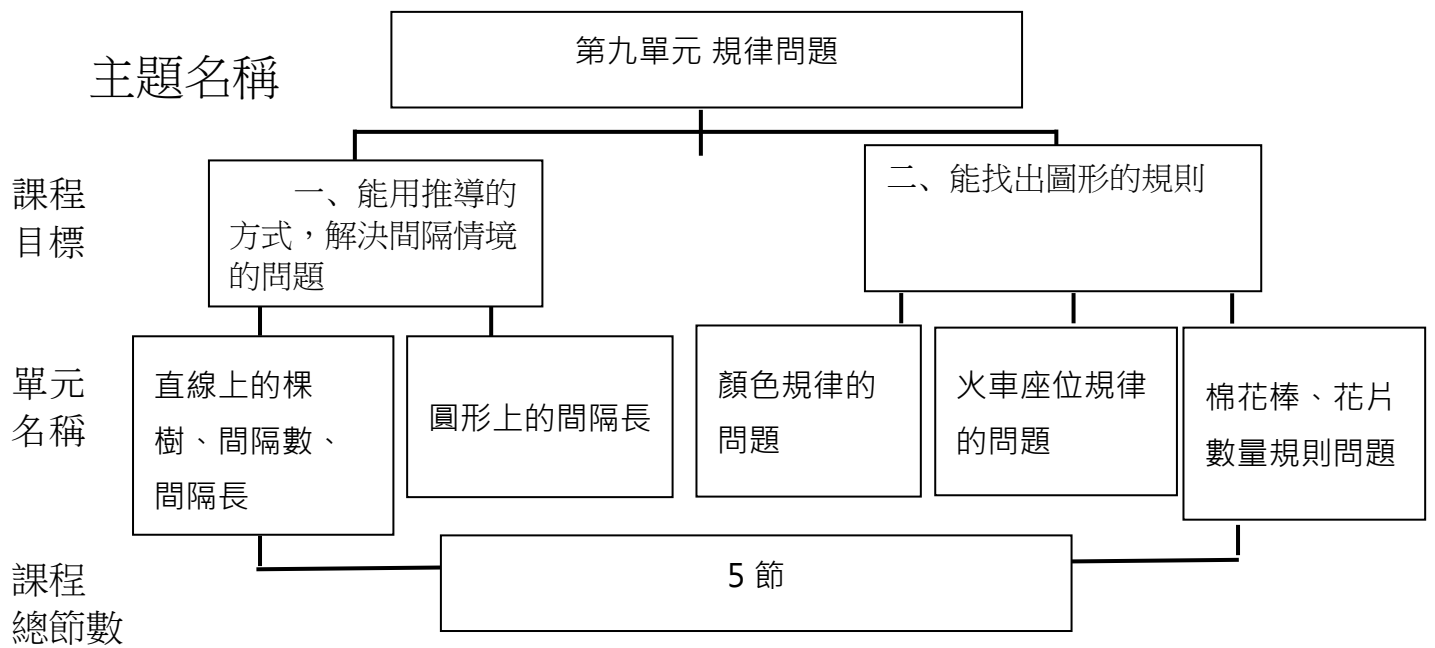 第九單元 規律問題
主題名稱
課程
目標
一、能用推導的
方式，解決間隔情境
的問題
二、能找出圖形的規則
單元
名稱
直線上的棵
樹、間隔數、
間隔長
圓形上的間隔長
顏色規律的
問題
火車座位規律
的問題
棉花棒、花片
數量規則問題
課程
總節數
5 節